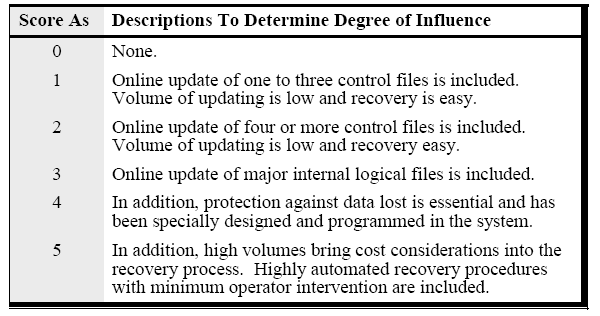 Score As Descriptions To Determine Degree of Influence
0 None.
1 Online update of one to three control files is included.
Volume of updating is low and recovery is easy.
2 Online update of four or more control files is included.
Volume of updating is low and recovery easy.
3 Online update of major internal logical files is included.
4 In addition, protection against data lost is essential and has
been specially designed and programmed in the system.
5 In addition, high volumes bring cost considerations into the
recovery process. Highly automated recovery procedures
with minimum operator intervention are included.